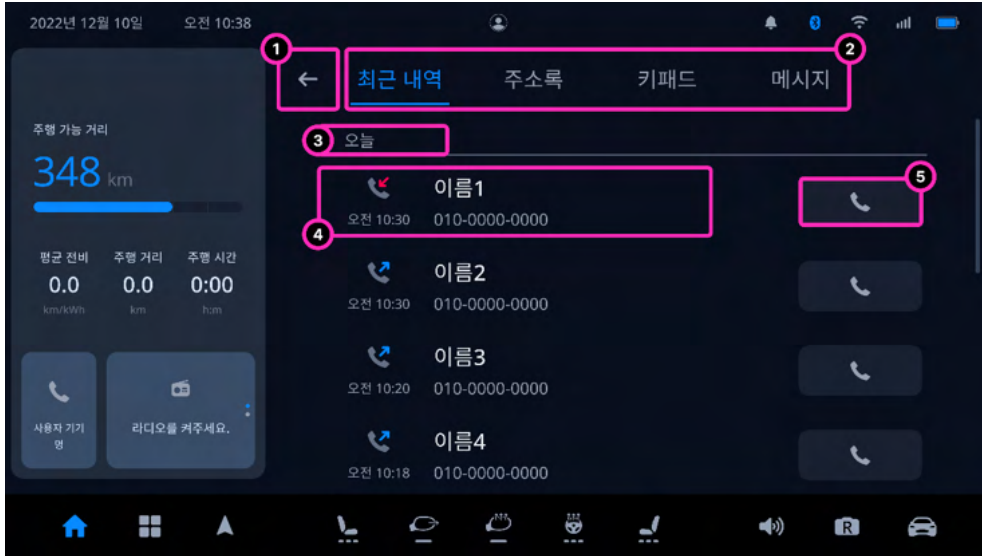 2022년 12월 10일 오전 10:38
1
2
최근 내역 주소록 키패드 메시지
주행 가능 거리
348 km
3
오늘
이름1
오전 10:30 010-0000-0000
4
5
이름2
오전 10:30 010-0000-0000
평균 전비 주행 거리 주행 시간
0.0 0.0 0:00
km/kWh km h:m
이름3
오전 10:20 010-0000-0000
사용자 기기
명
라디오를 켜주세요.
이름4
오전 10:18 010-0000-0000
R